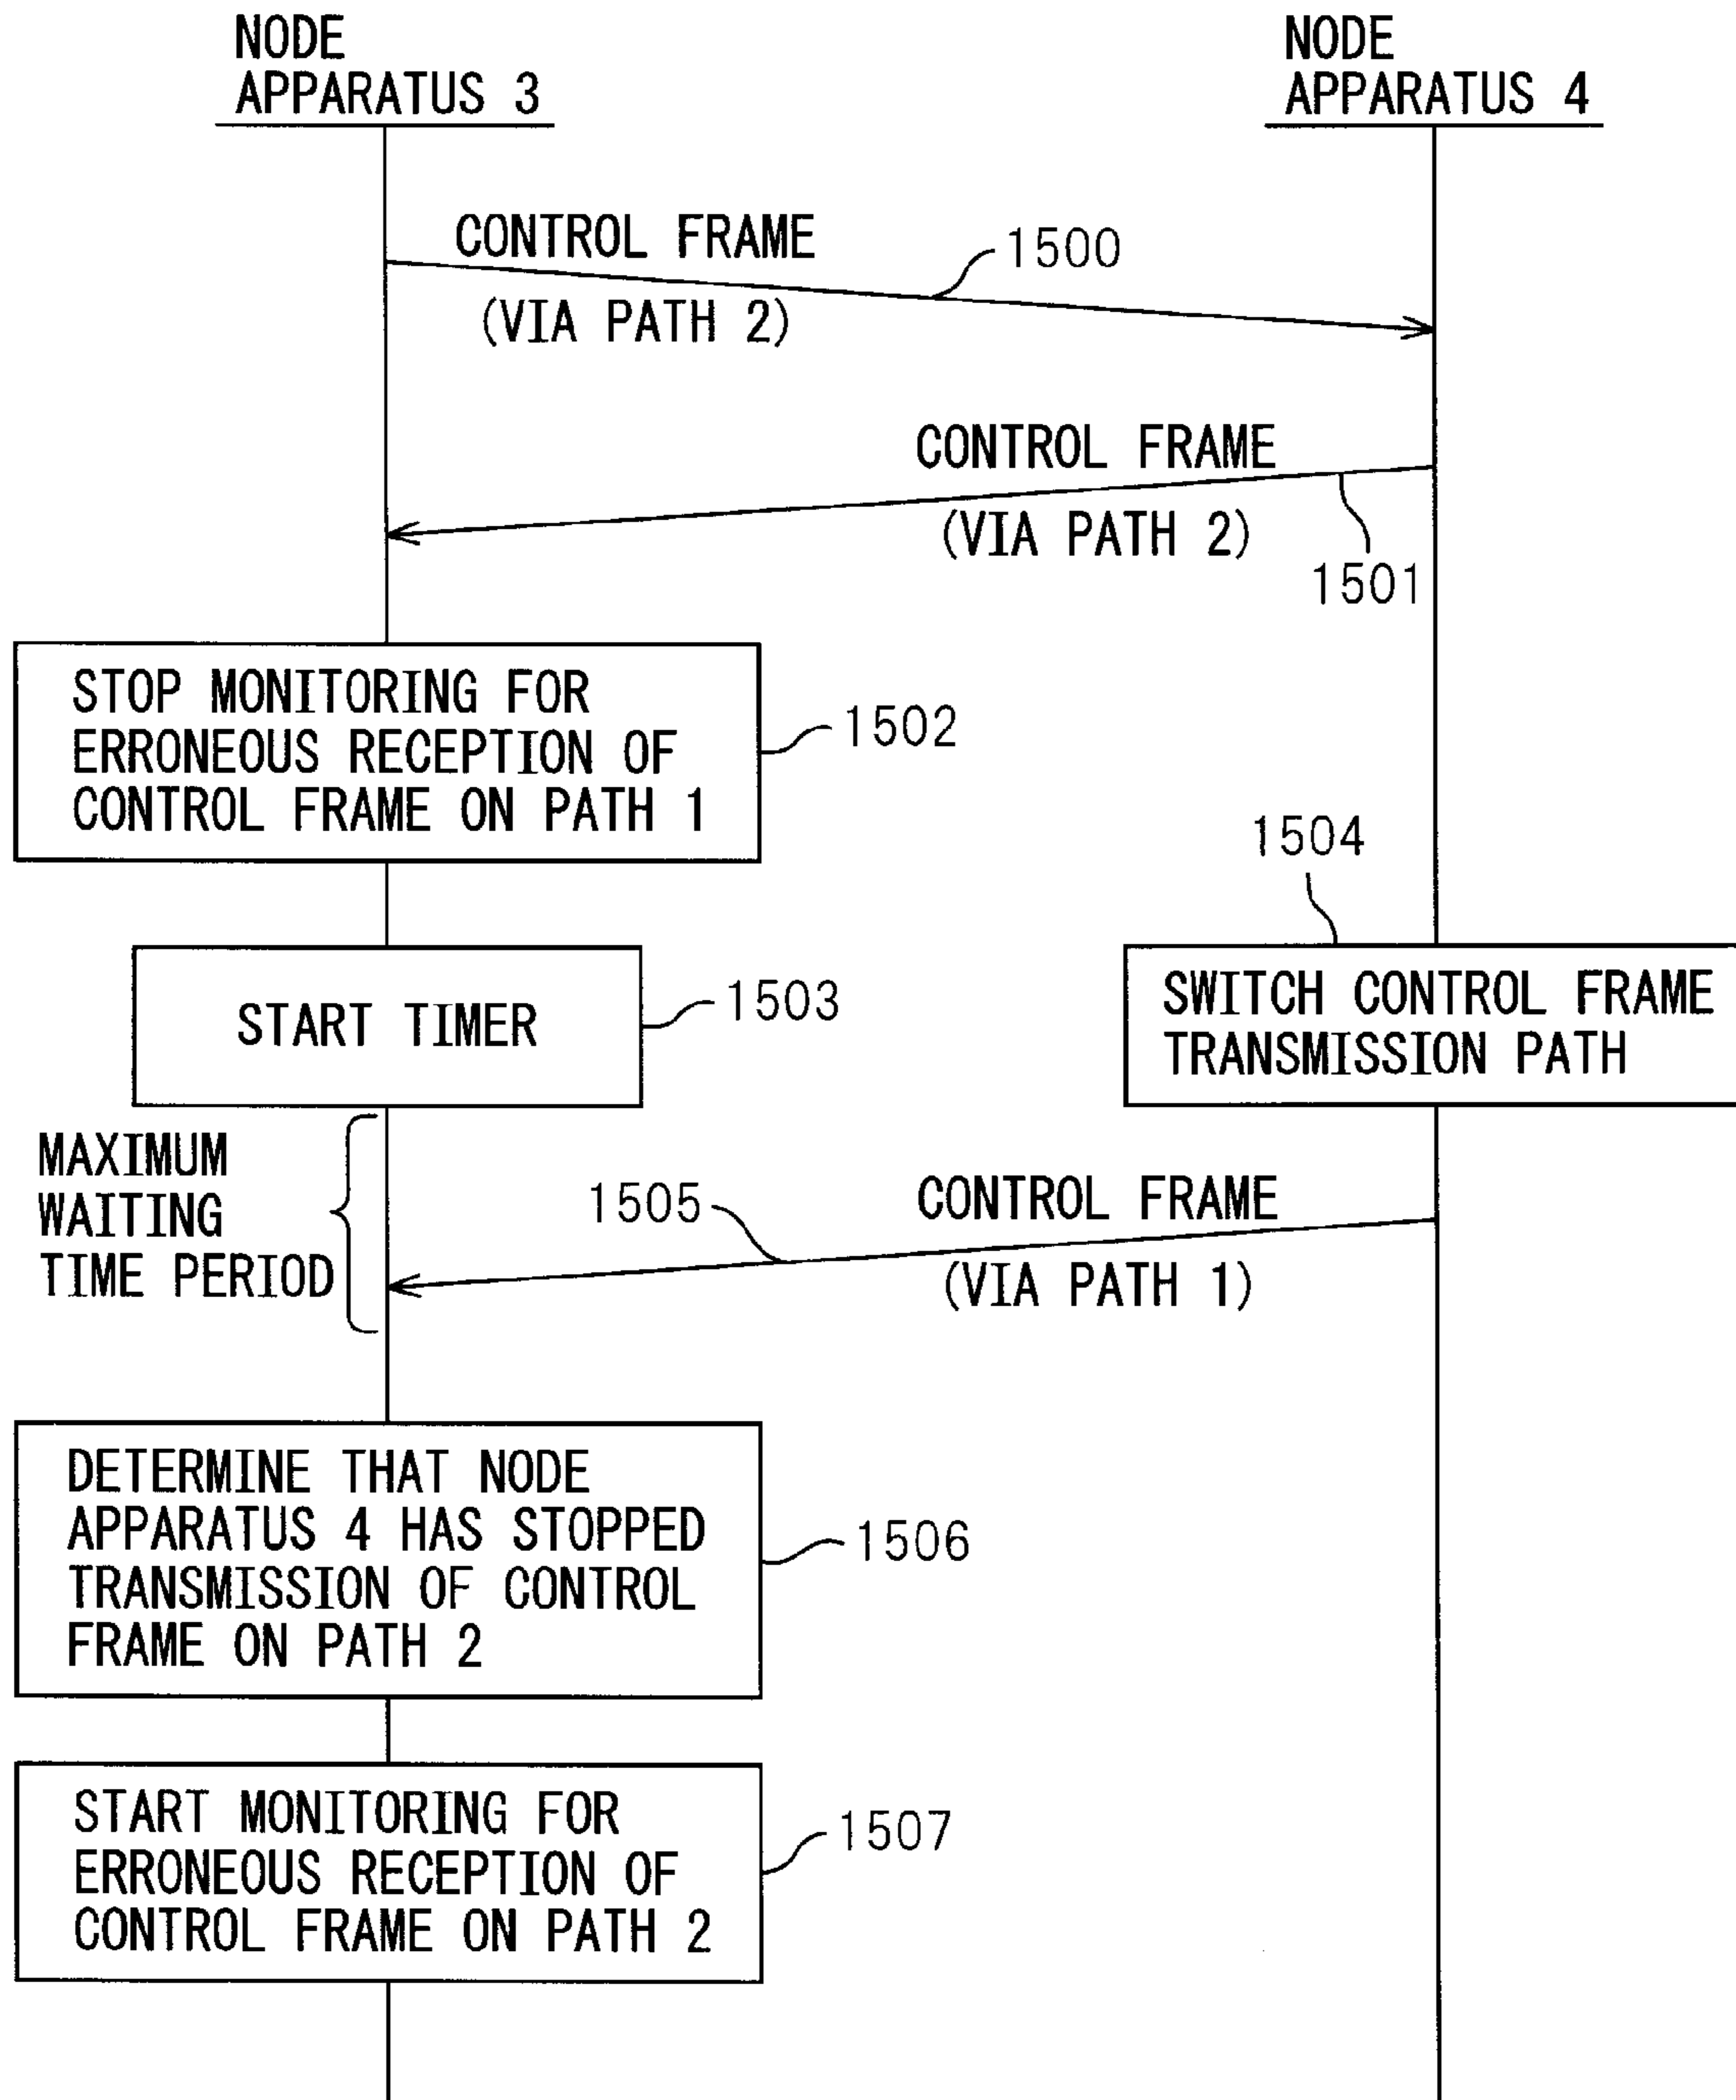 NODE
APPARATUS 3
NODE
APPARATUS 4
CONTROL FRAME
1500
(VIA PATH 2)
CONTROL FRAME
(VIA PATH 2)
1501
STOP MONITORING FOR
ERRONEOUS RECEPTION OF
CONTROL FRAME ON PATH 1
1502
1504
START TIMER
1503
SWITCH CONTROL FRAME
TRANSMISSION PATH
MAXIMUM
WAITING
TIME PERIOD
1505
CONTROL FRAME
(VIA PATH 1)
DETERMINE THAT NODE
APPARATUS 4 HAS STOPPED
TRANSMISSION OF CONTROL
FRAME ON PATH 2
1506
START MONITORING FOR
ERRONEOUS RECEPTION OF
CONTROL FRAME ON PATH 2
1507